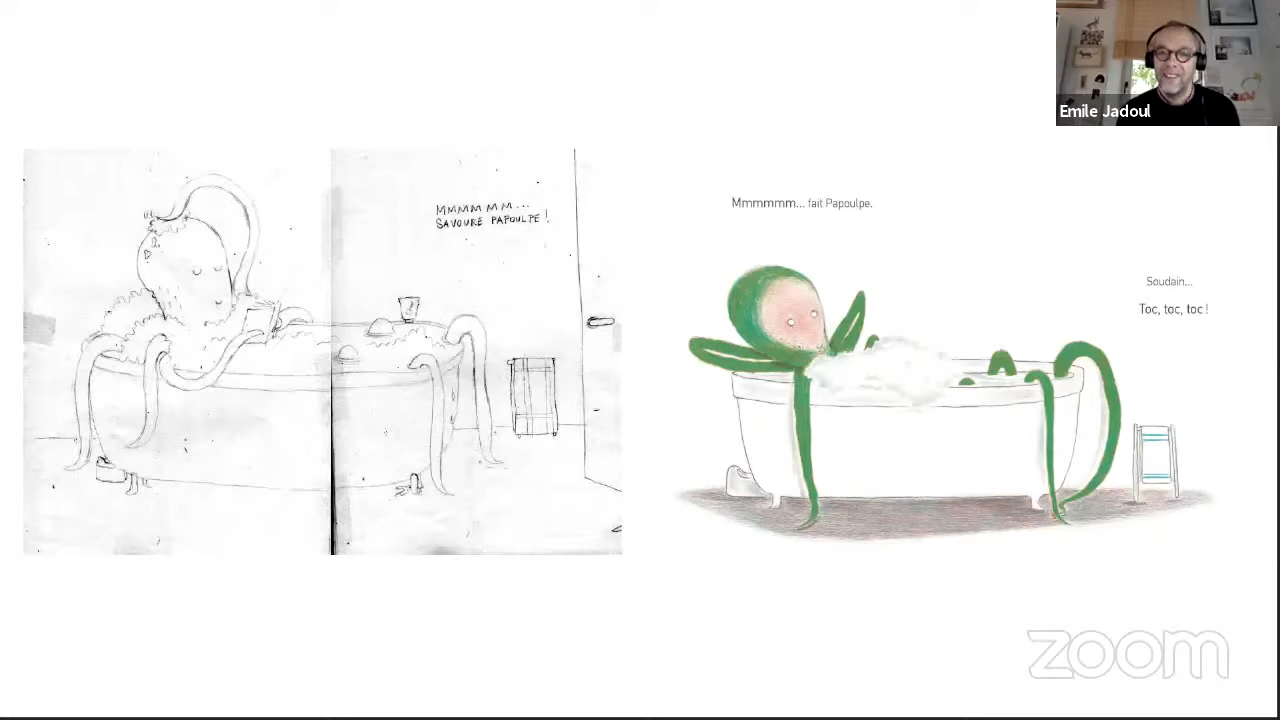 Emile Jadoul
MMMM MM...
SAVOURE PAPOULPE !
Mmmmmm... fait Papoulpe.
Soudain...
Toc, toc, toc !
zoom